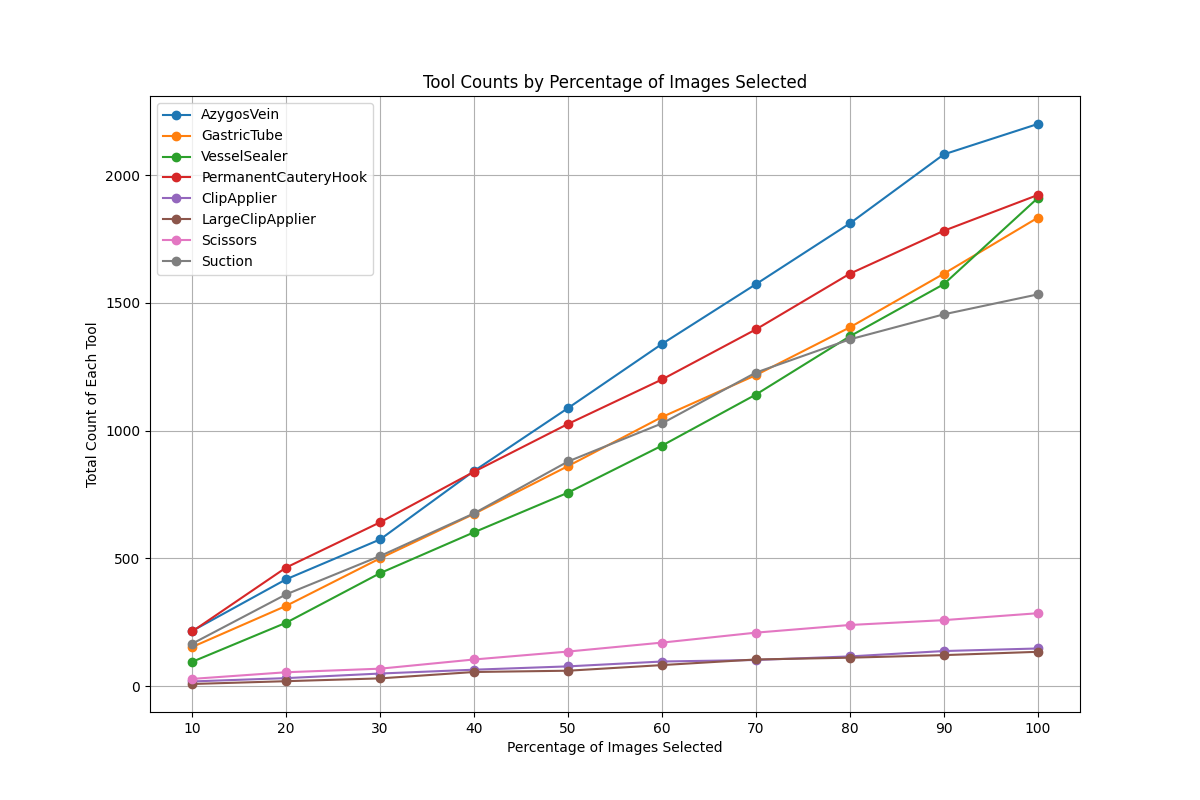 Tool Counts by Percentage of Images Selected
AzygosVein
GastricTube
VesselSealer
PermanentCauteryHook
ClipApplier
LargeClipApplier
Scissors
Suction
Total Count of Each Tool
2000
1500
1000
500
0
10 20 30 40 50 60 70 80 90 100
Percentage of Images Selected